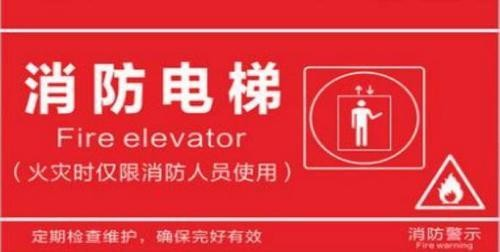 消防电梯
Fire elevator
（火灾时仅限消防人员使用）
定期检查维护，确保完好有效
消防警示
Fire warning